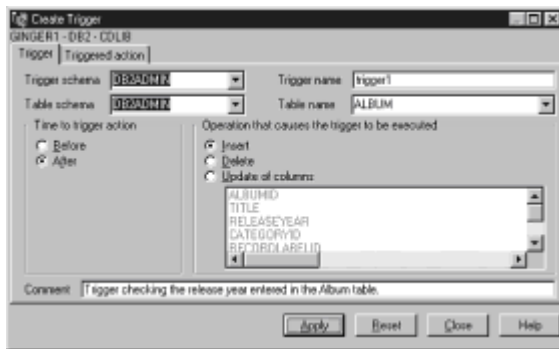 Create Trigger
GINGER1 - DB2 - CDLIB
Trigger Triggered action
Trigger schema DB2ADMIN Trigger name trigger1
Table schema DB2ADMIN Table name ALBUM
Time to trigger action Operation that causes the trigger to be executed
Before Insert
After Delete
Update of columns
ALBUMID
TITLE
RELEASEYEAR
CATEGORYID
RECORDLABELID
Comment Trigger checking the release year entered in the Album table.
Apply Reset Close Help